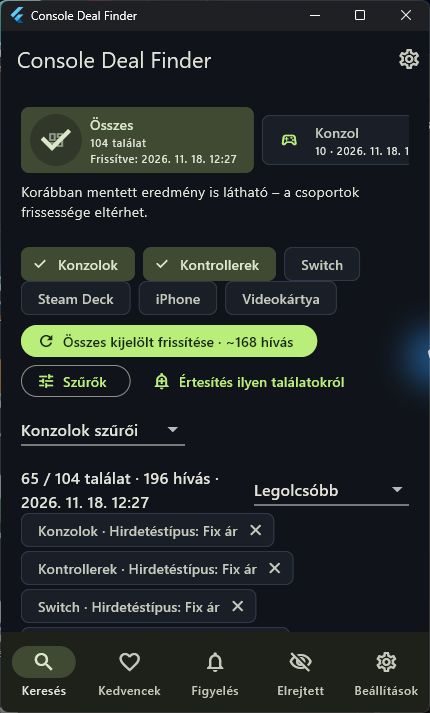 Console Deal Finder
Console Deal Finder
Összes
104 találat
Frissítve: 2026. 11. 18. 12:27
Konzol
10 · 2026. 11. 18. 1
Korábban mentett eredmény is látható – a csoportok
frissessége eltérhet.
Konzolok
Kontrollerek
Switch
Steam Deck
iPhone
Videokártya
Összes kijelölt frissítése · ~168 hívás
Szűrők
Értesítés ilyen találatokról
Konzolok szűrői
65 / 104 találat · 196 hívás ·
2026. 11. 18. 12:27
Legolcsóbb
Konzolok · Hirdetéstípus: Fix ár
Kontrollerek · Hirdetéstípus: Fix ár
Switch · Hirdetéstípus: Fix ár
Keresés
Kedvencek
Figyelés
Elrejtett
Beállítások